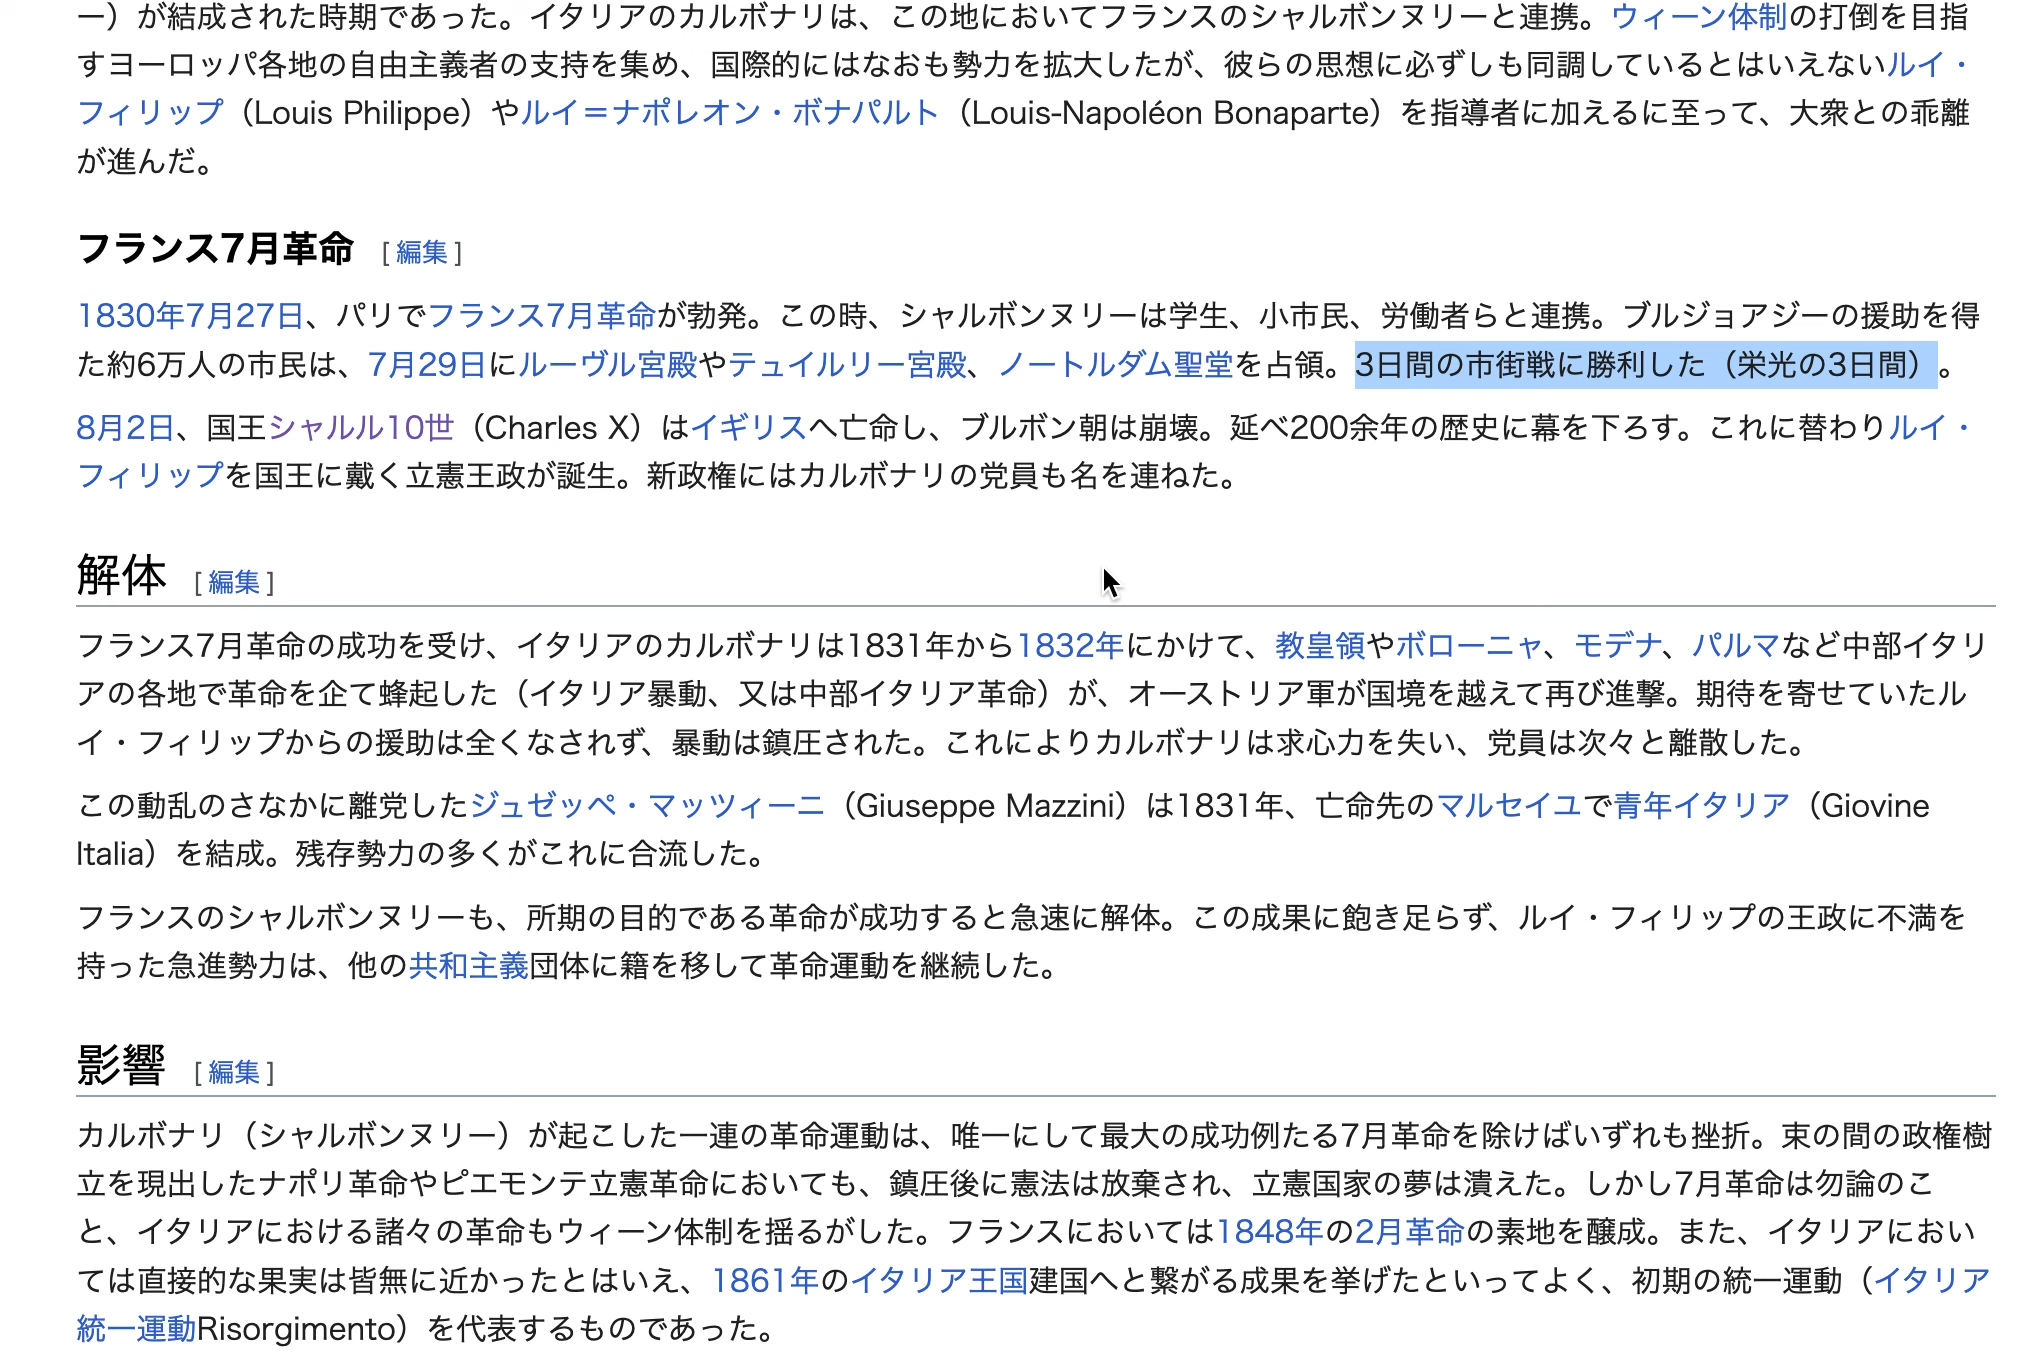 ー）が結成された時期であった。イタリアのカルボナリは、この地においてフランスのシャルボンヌリーと連携。ウィーン体制の打倒を目指
すヨーロッパ各地の自由主義者の支持を集め、国際的にはなおも勢力を拡大したが、彼らの思想に必ずしも同調しているとはいえないルイ・
フィリップ（Louis Philippe）やルイ＝ナポレオン・ボナパルト（Louis-Napoléon Bonaparte）を指導者に加えるに至って、大衆との乖離
が進んだ。
フランス7月革命 [ 編集 ]
1830年7月27日、パリでフランス7月革命が勃発。この時、シャルボンヌリーは学生、小市民、労働者らと連携。ブルジョアジーの援助を得
た約6万人の市民は、7月29日にルーヴル宮殿やテュイルリー宮殿、ノートルダム聖堂を占領。3日間の市街戦に勝利した（栄光の3日間）。
8月2日、国王シャルル10世（Charles X）はイギリスへ亡命し、ブルボン朝は崩壊。延べ200余年の歴史に幕を下ろす。これに替わりルイ・
フィリップを国王に戴く立憲王政が誕生。新政権にはカルボナリの党員も名を連ねた。
解体 [ 編集 ]
フランス7月革命の成功を受け、イタリアのカルボナリは1831年から1832年にかけて、教皇領やボローニャ、モデナ、パルマなど中部イタリ
アの各地で革命を企て蜂起した（イタリア暴動、又は中部イタリア革命）が、オーストリア軍が国境を越えて再び進撃。期待を寄せていたル
イ・フィリップからの援助は全くなされず、暴動は鎮圧された。これによりカルボナリは求心力を失い、党員は次々と離散した。
この動乱のさなかに離党したジュゼッペ・マッツィーニ（Giuseppe Mazzini）は1831年、亡命先のマルセイユで青年イタリア（Giovine
Italia）を結成。残存勢力の多くがこれに合流した。
フランスのシャルボンヌリーも、所期の目的である革命が成功すると急速に解体。この成果に飽き足らず、ルイ・フィリップの王政に不満を
持った急進勢力は、他の共和主義団体に籍を移して革命運動を継続した。
影響 [ 編集 ]
カルボナリ（シャルボンヌリー）が起こした一連の革命運動は、唯一にして最大の成功例たる7月革命を除けばいずれも挫折。束の間の政権樹
立を現出したナポリ革命やピエモンテ立憲革命においても、鎮圧後に憲法は放棄され、立憲国家の夢は潰えた。しかし7月革命は勿論のこ
と、イタリアにおける諸々の革命もウィーン体制を揺るがした。フランスにおいては1848年の2月革命の素地を醸成。また、イタリアにおい
ては直接的な果実は皆無に近かったとはいえ、1861年のイタリア王国建国へと繋がる成果を挙げたといってよく、初期の統一運動（イタリア
統一運動Risorgimento）を代表するものであった。